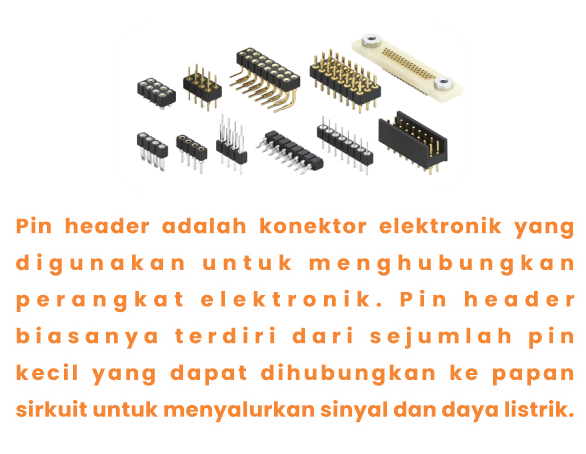 Pin header adalah konektor elektronik yang
digunakan untuk menghubungkan
perangkat elektronik. Pin header
biasanya terdiri dari sejumlah pin
kecil yang dapat dihubungkan ke papan
sirkuit untuk menyalurkan sinyal dan daya listrik.